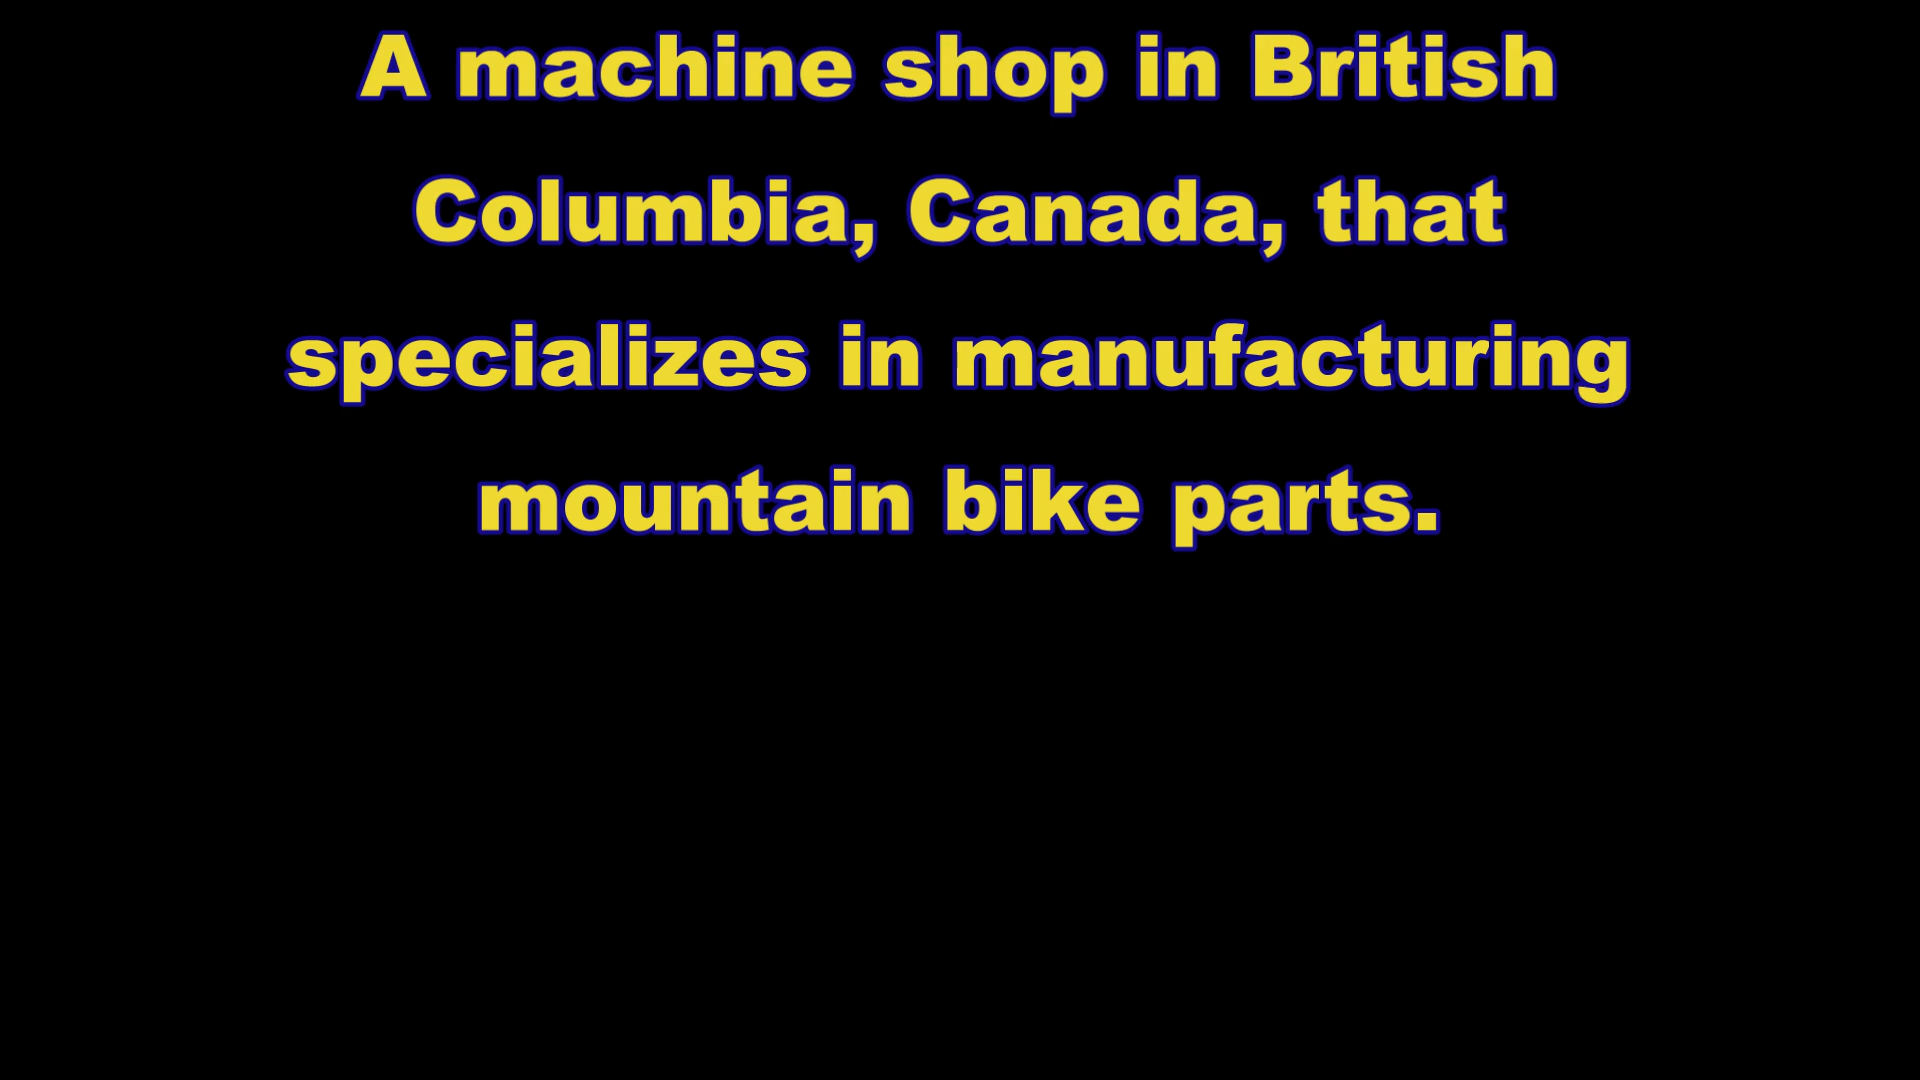 A machine shop in British
Columbia, Canada, that
specializes in manufacturing
mountain bike parts.